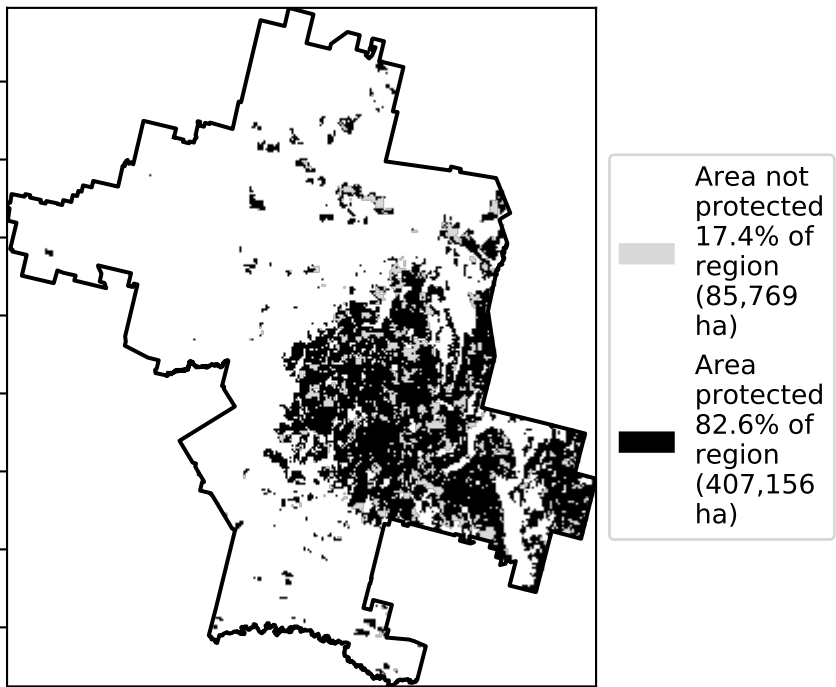 Area not
protected
17.4% of
region
(85,769
ha)
Area
protected
82.6% of
region
(407,156
ha)